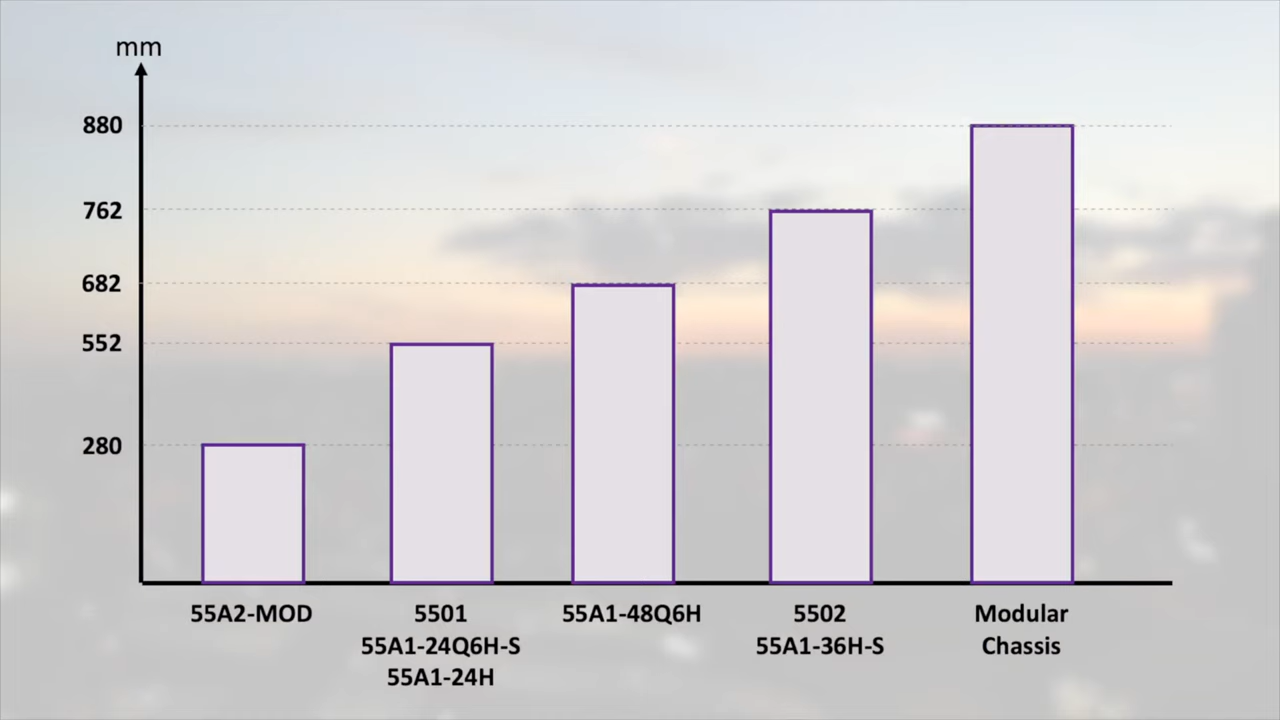 mm
880
762
682
552
280
55A2-MOD
5501
55A1-24Q6H-S
55A1-24H
55A1-48Q6H
5502
55A1-36H-S
Modular
Chassis